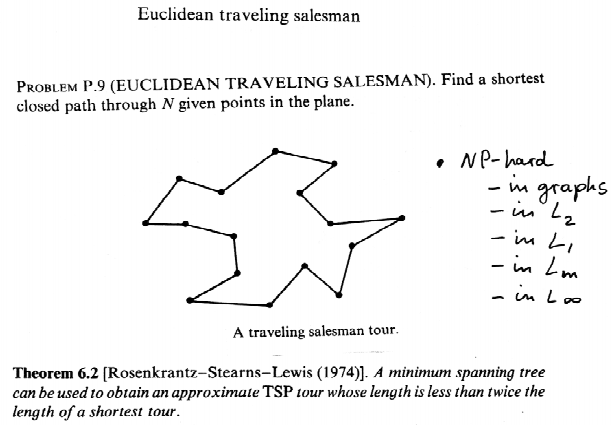 Euclidean traveling salesman
PROBLEM P.9 (EUCLIDEAN TRAVELING SALESMAN). Find a shortest
closed path through N given points in the plane.
• NP-hard
- in graphs
- in L₂
- in L₁
- in Lₘ
- in L∞
A traveling salesman tour.
Theorem 6.2 [Rosenkrantz–Stearns–Lewis (1974)]. A minimum spanning tree
can be used to obtain an approximate TSP tour whose length is less than twice the
length of a shortest tour.